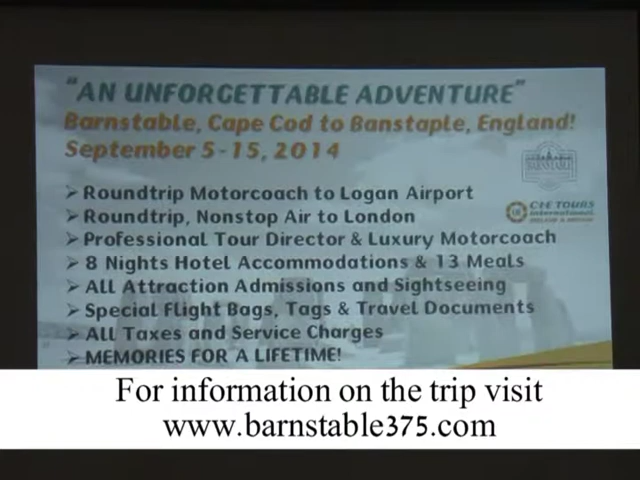 "AN UNFORGETTABLE ADVENTURE"
Barnstable, Cape Cod to Banstaple, England!
September 5-15, 2014
➢ Roundtrip Motorcoach to Logan Airport
➢ Roundtrip, Nonstop Air to London
➢ Professional Tour Director & Luxury Motorcoach
➢ 8 Nights Hotel Accommodations & 13 Meals
➢ ALL Attraction Admissions and Sightseeing
➢ Special Flight Bags, Tags & Travel Documents
➢ All Taxes and Service Charges
➢ MEMORIES FOR A LIFETIME!
CIE TOURS
International
For information on the trip visit
www.barnstable375.com